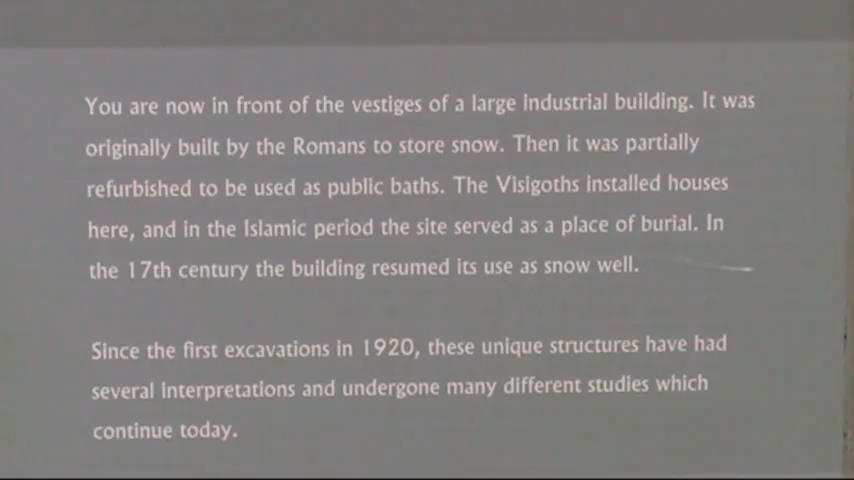 You are now in front of the vestiges of a large industrial building. It was
originally built by the Romans to store snow. Then it was partially
refurbished to be used as public baths. The Visigoths installed houses
here, and in the Islamic period the site served as a place of burial. In
the 17th century the building resumed its use as snow well.
Since the first excavations in 1920, these unique structures have had
several interpretations and undergone many different studies which
continue today.